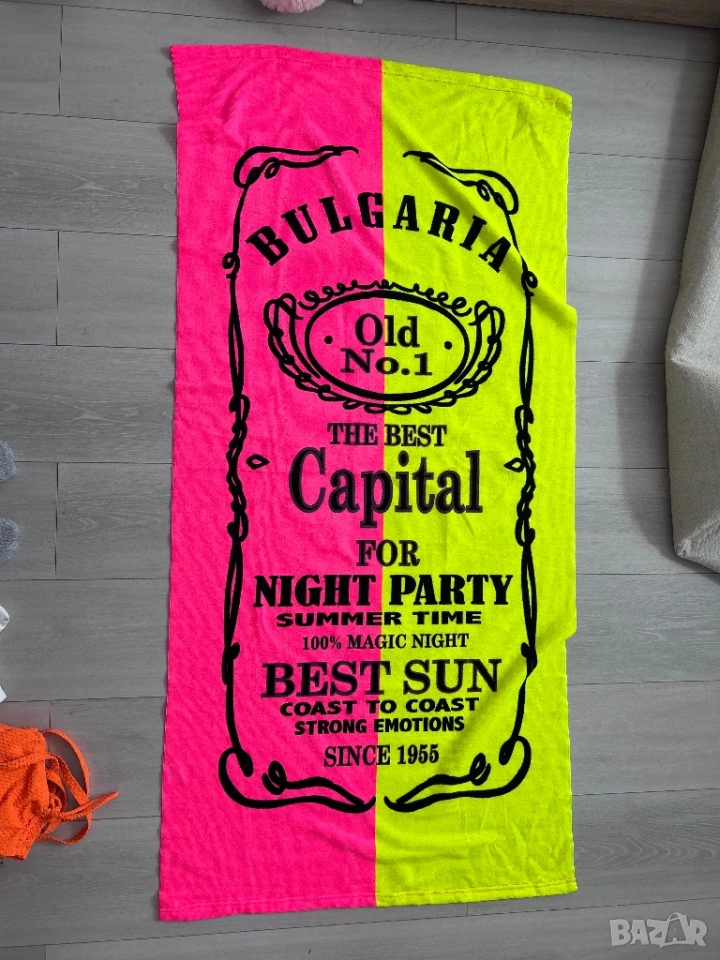 BULGARIA
Old
No.1
THE BEST
Capital
FOR
NIGHT PARTY
SUMMER TIME
100% MAGIC NIGHT
BEST SUN
COAST TO COAST
STRONG EMOTIONS
SINCE 1955
BAZAR